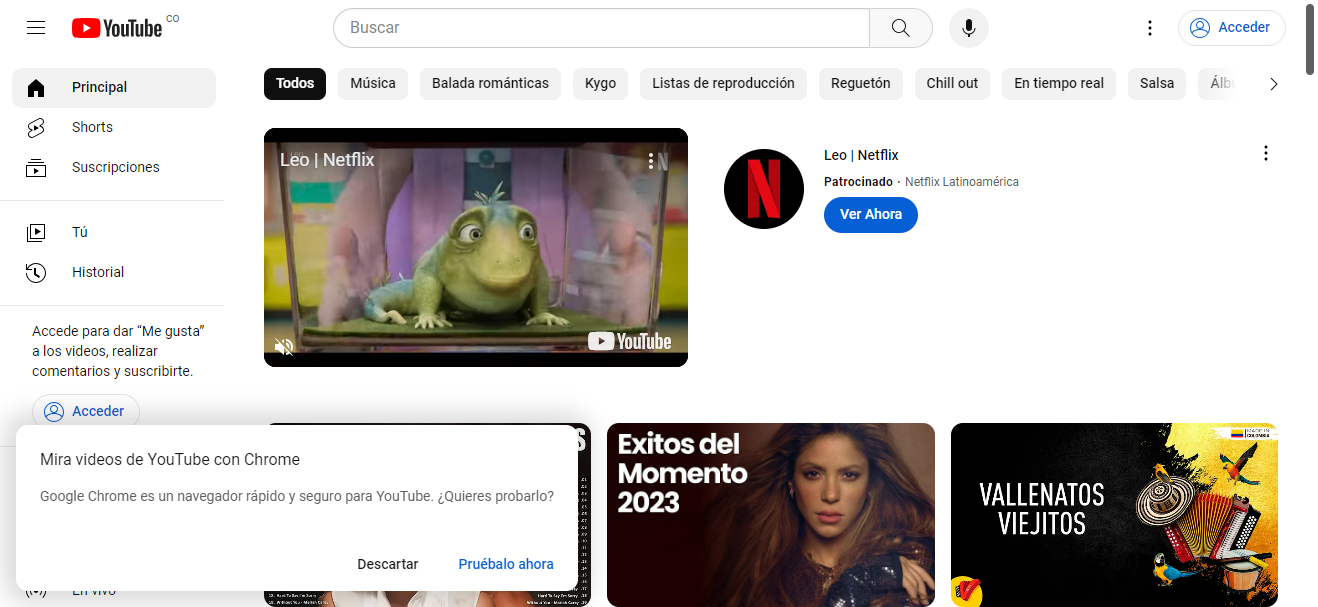 YouTube CO
Buscar
Acceder
Principal
Shorts
Suscripciones
Tú
Historial
Accede para dar “Me gusta”
a los videos, realizar
comentarios y suscribirte.
Acceder
Todos
Música
Balada románticas
Kygo
Listas de reproducción
Reguetón
Chill out
En tiempo real
Salsa
Leo | Netflix
YouTube
Leo | Netflix
Patrocinado · Netflix Latinoamérica
Ver Ahora
Mira videos de YouTube con Chrome
Google Chrome es un navegador rápido y seguro para YouTube. ¿Quieres probarlo?
Descartar
Pruébalo ahora
En vivo
Exitos del
Momento
2023
MADE IN
COLOMBIA
VALLENATOS
VIEJITOS